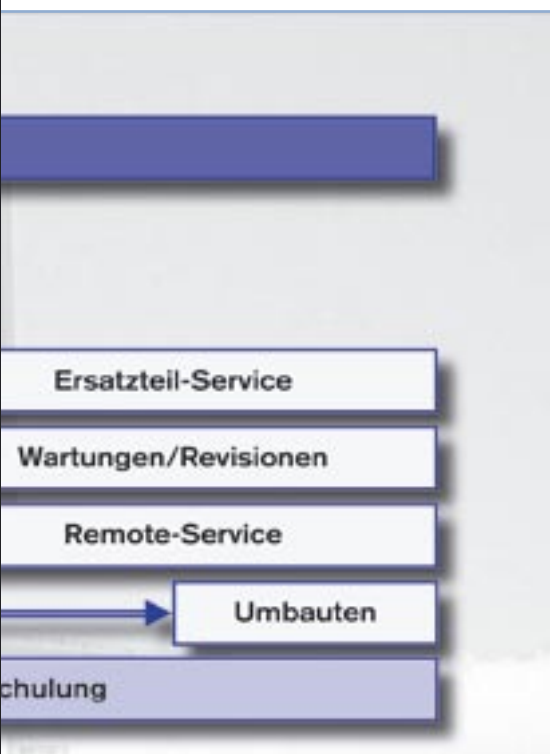 Ersatzteil-Service
Wartungen/Revisionen
Remote-Service
Umbauten
chulung